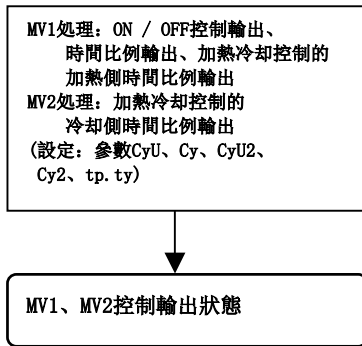 MV1処理：ON / OFF控制輸出、
時間比例輸出、加熱冷却控制的
加熱側時間比例輸出
MV2処理：加熱冷却控制的
冷却側時間比例輸出
(設定：參數CyU、Cy、CyU2、
Cy2、tp.ty)
MV1、MV2控制輸出狀態